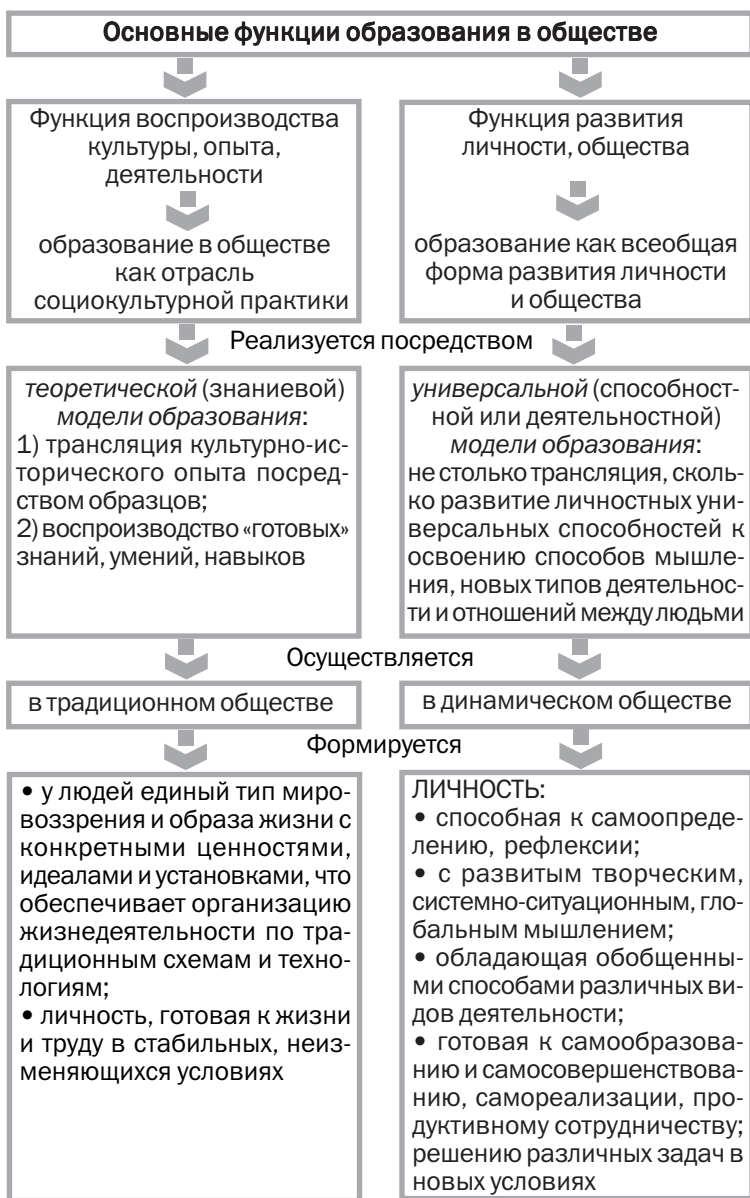 Основные функции образования в обществе
Функция воспроизводства
культуры, опыта,
деятельности
образование в обществе
как отрасль
социокультурной практики
Функция развития
личности, общества
образование как всеобщая
форма развития личности
и общества
Реализуется посредством
теоретической (знаниевой)
модели образования:
1) трансляция культурно-ис-
торического опыта посред-
ством образцов;
2) воспроизводство «готовых»
знаний, умений, навыков
универсальной (способност-
ной или деятельностной)
модели образования:
не столько трансляция, сколь-
ко развитие личностных уни-
версальных способностей к
освоению способов мышле-
ния, новых типов деятельнос-
ти и отношений между людьми
Осуществляется
в традиционном обществе
в динамическом обществе
Формируется
• у людей единый тип миро-
воззрения и образа жизни с
конкретными ценностями,
идеалами и установками, что
обеспечивает организацию
жизнедеятельности по тра-
диционным схемам и техно-
логиям;
• личность, готовая к жизни
и труду в стабильных, неиз-
меняющихся условиях
ЛИЧНОСТЬ:
• способная к самоопреде-
лению, рефлексии;
• с развитым творческим,
системно-ситуационным, гло-
бальным мышлением;
• обладающая обобщенны-
ми способами различных ви-
дов деятельности;
• готовая к самообразова-
нию и самосовершенствова-
нию, самореализации, про-
дуктивному сотрудничеству;
решению различных задач в
новых условиях